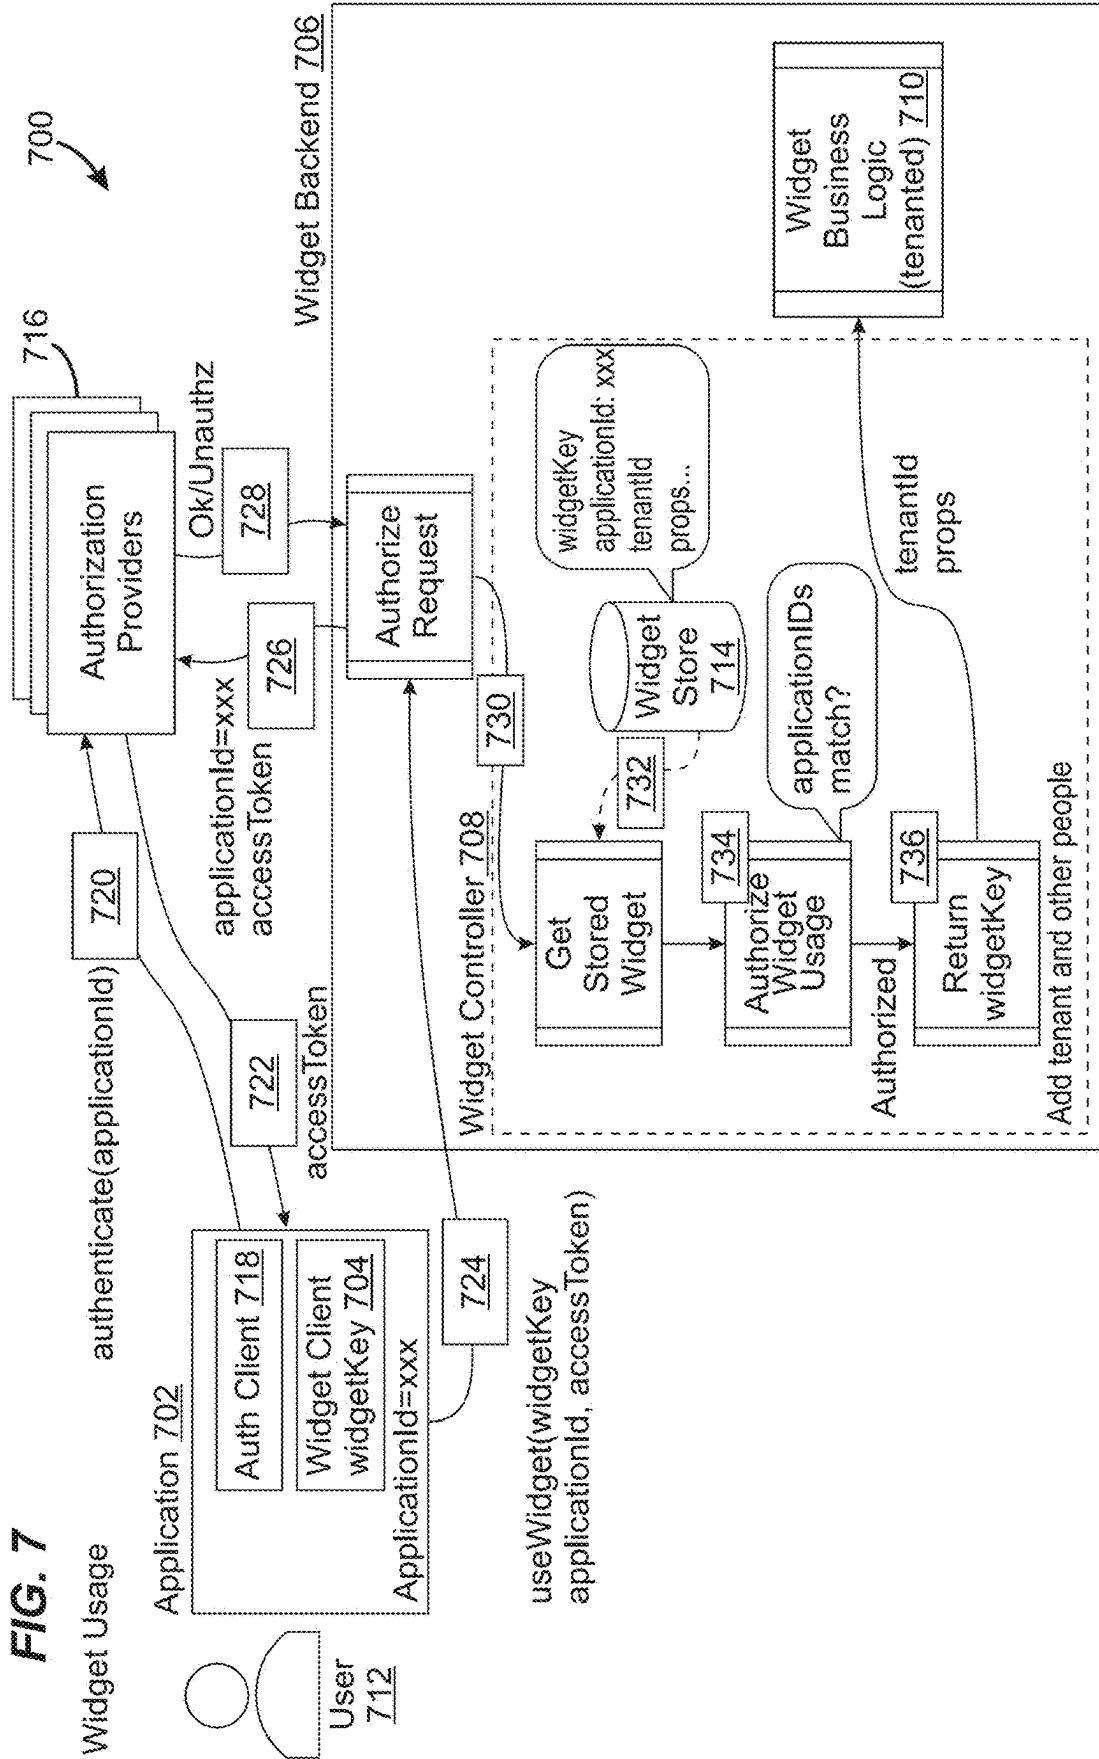 FIG. 7
Widget Usage
700
User
712
Application 702
Auth Client 718
Widget Client
widgetKey 704
ApplicationId=xxx
authenticate(applicationId)
720
722
accessToken
724
useWidget(widgetKey
applicationId, accessToken)
716
Authorization
Providers
applicationId=xxx
accessToken
726
Ok/Unauthz
728
Widget Backend 706
Authorize
Request
730
Widget Controller 708
Get
Stored
Widget
732
Widget
Store
714
widgetKey
applicationId: xxx
tenantId
props...
734
Authorize
Widget
Usage
applicationIDs
match?
Authorized
736
Return
widgetKey
Add tenant and other people
tenantId
props
Widget
Business
Logic
(tenanted) 710